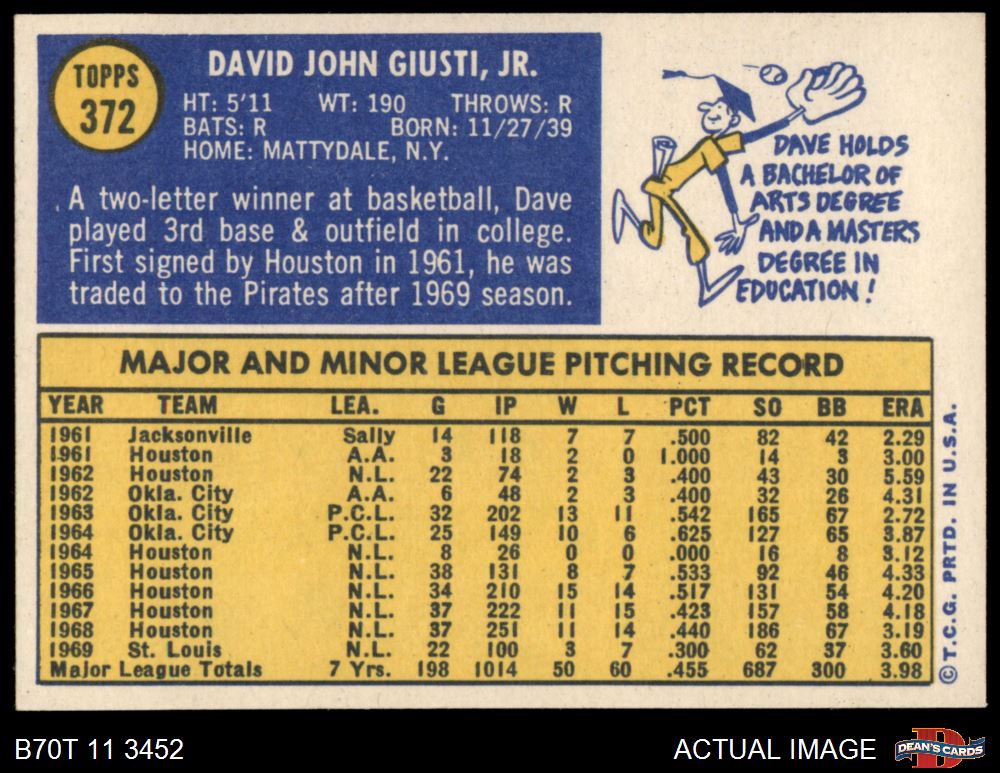 TOPPS
372
DAVID JOHN GIUSTI, JR.
HT: 5'11 WT: 190 THROWS: R
BATS: R BORN: 11/27/39
HOME: MATTYDALE, N.Y.
A two-letter winner at basketball, Dave
played 3rd base & outfield in college.
First signed by Houston in 1961, he was
traded to the Pirates after 1969 season.
DAVE HOLDS
A BACHELOR OF
ARTS DEGREE
AND A MASTERS
DEGREE IN
EDUCATION!
MAJOR AND MINOR LEAGUE PITCHING RECORD
YEAR TEAM LEA. G IP W L PCT SO BB ERA
1961 Jacksonville Sally 14 118 7 7 .500 82 42 2.29
1961 Houston A.A. 3 18 2 0 1.000 14 3 3.00
1962 Houston N.L. 22 74 2 3 .400 43 30 5.59
1962 Okla. City A.A. 6 48 2 3 .400 32 26 4.31
1963 Okla. City P.C.L. 32 202 13 11 .542 165 67 2.72
1964 Okla. City P.C.L. 25 149 10 6 .625 127 65 3.87
1964 Houston N.L. 8 26 0 0 .000 16 8 3.12
1965 Houston N.L. 38 131 8 7 .533 92 46 4.33
1966 Houston N.L. 34 210 15 14 .517 131 54 4.20
1967 Houston N.L. 37 222 11 15 .423 157 58 4.18
1968 Houston N.L. 37 251 11 14 .440 186 67 3.19
1969 St. Louis N.L. 22 100 3 7 .300 62 37 3.60
Major League Totals 7 Yrs. 198 1014 50 60 .455 687 300 3.98
© T.C.G. PRTD. IN U.S.A.
B70T 11 3452
ACTUAL IMAGE
D
DEAN'S CARDS